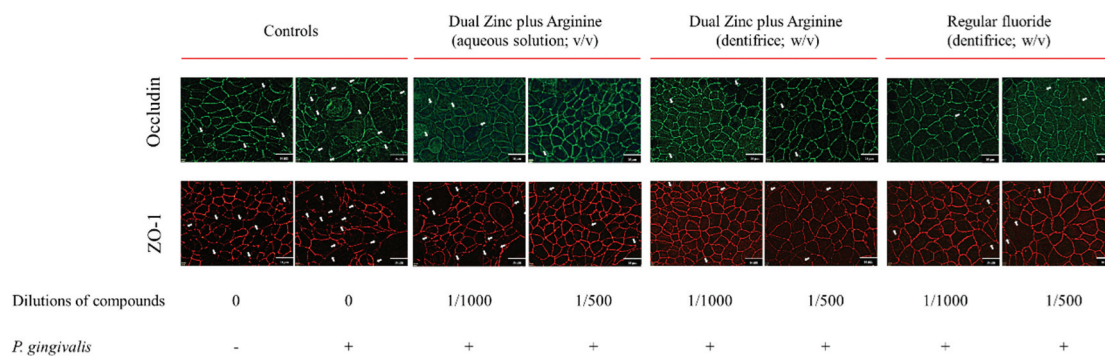 Controls
Dual Zinc plus Arginine
(aqueous solution; v/v)
Dual Zinc plus Arginine
(dentifrice; w/v)
Regular fluoride
(dentifrice; w/v)
Occludin
ZO-1
Dilutions of compounds 0 0 1/1000 1/500 1/1000 1/500 1/1000 1/500
P. gingivalis - + + + + + + +